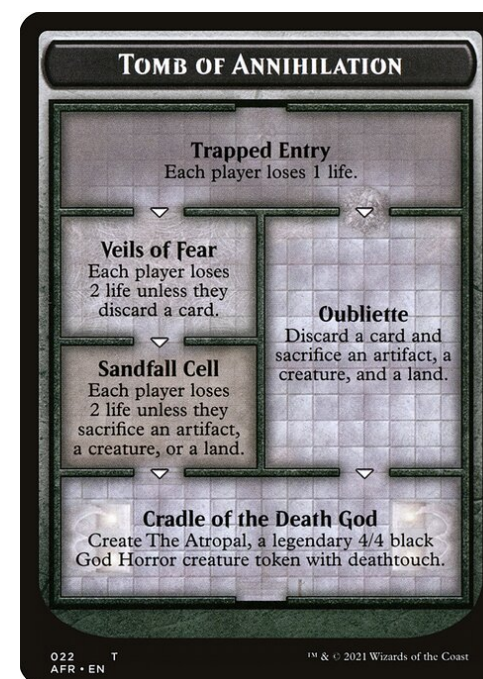 TOMB OF ANNIHILATION
Trapped Entry
Each player loses 1 life.
Veils of Fear
Each player loses
2 life unless they
discard a card.
Oubliette
Discard a card and
sacrifice an artifact, a
creature, and a land.
Sandfall Cell
Each player loses
2 life unless they
sacrifice an artifact,
a creature, or a land.
Cradle of the Death God
Create The Atropal, a legendary 4/4 black
God Horror creature token with deathtouch.
022 T
AFR • EN
™ & © 2021 Wizards of the Coast